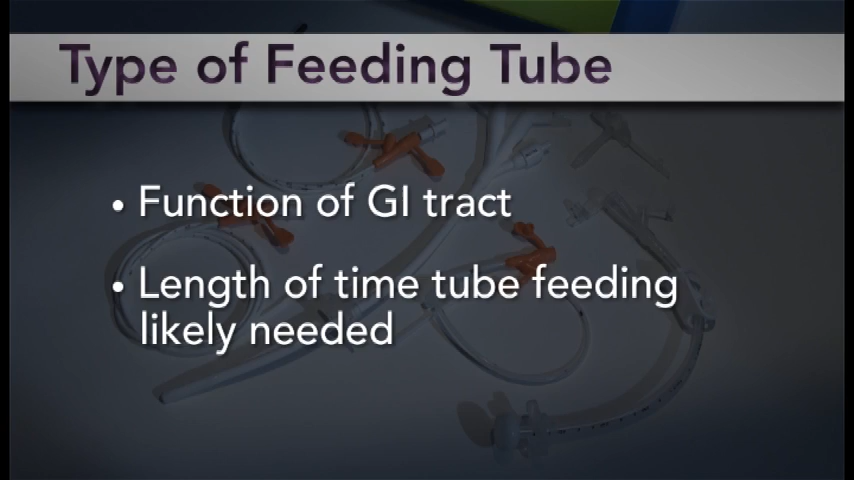 Type of Feeding Tube
• Function of GI tract
• Length of time tube feeding
likely needed